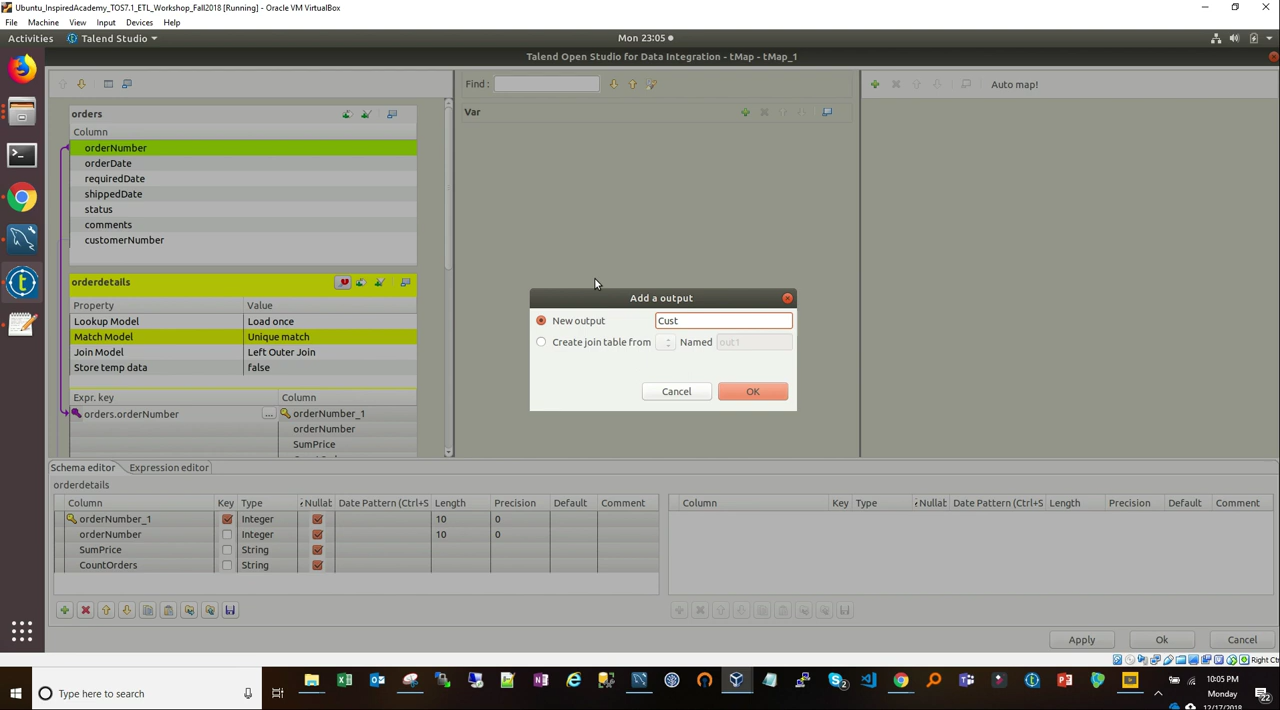 Ubuntu_InspiredAcademy_TOS7.1_ETL_Workshop_Fall2018 [Running] - Oracle VM VirtualBox
File Machine View Input Devices Help
Activities Talend Studio Mon 23:05
Talend Open Studio for Data Integration - tMap - tMap_1
Find :
Auto map!
orders
Var
Column
orderNumber
orderDate
requiredDate
shippedDate
status
comments
customerNumber
orderdetails
Property Value
Lookup Model Load once
Match Model Unique match
Join Model Left Outer Join
Store temp data false
Expr. key Column
orders.orderNumber ... orderNumber_1
orderNumber
SumPrice
Add a output
New output Cust
Create join table from Named out1
Cancel OK
Schema editor Expression editor
orderdetails
Column Key Type Nullat Date Pattern (Ctrl+S Length Precision Default Comment
orderNumber_1 Integer 10 0
orderNumber Integer 10 0
SumPrice String
CountOrders String
Column Key Type Nullat Date Pattern (Ctrl+S Length Precision Default Comment
Apply Ok Cancel
Right Ct
Type here to search
10:05 PM
Monday
12/17/2018
22